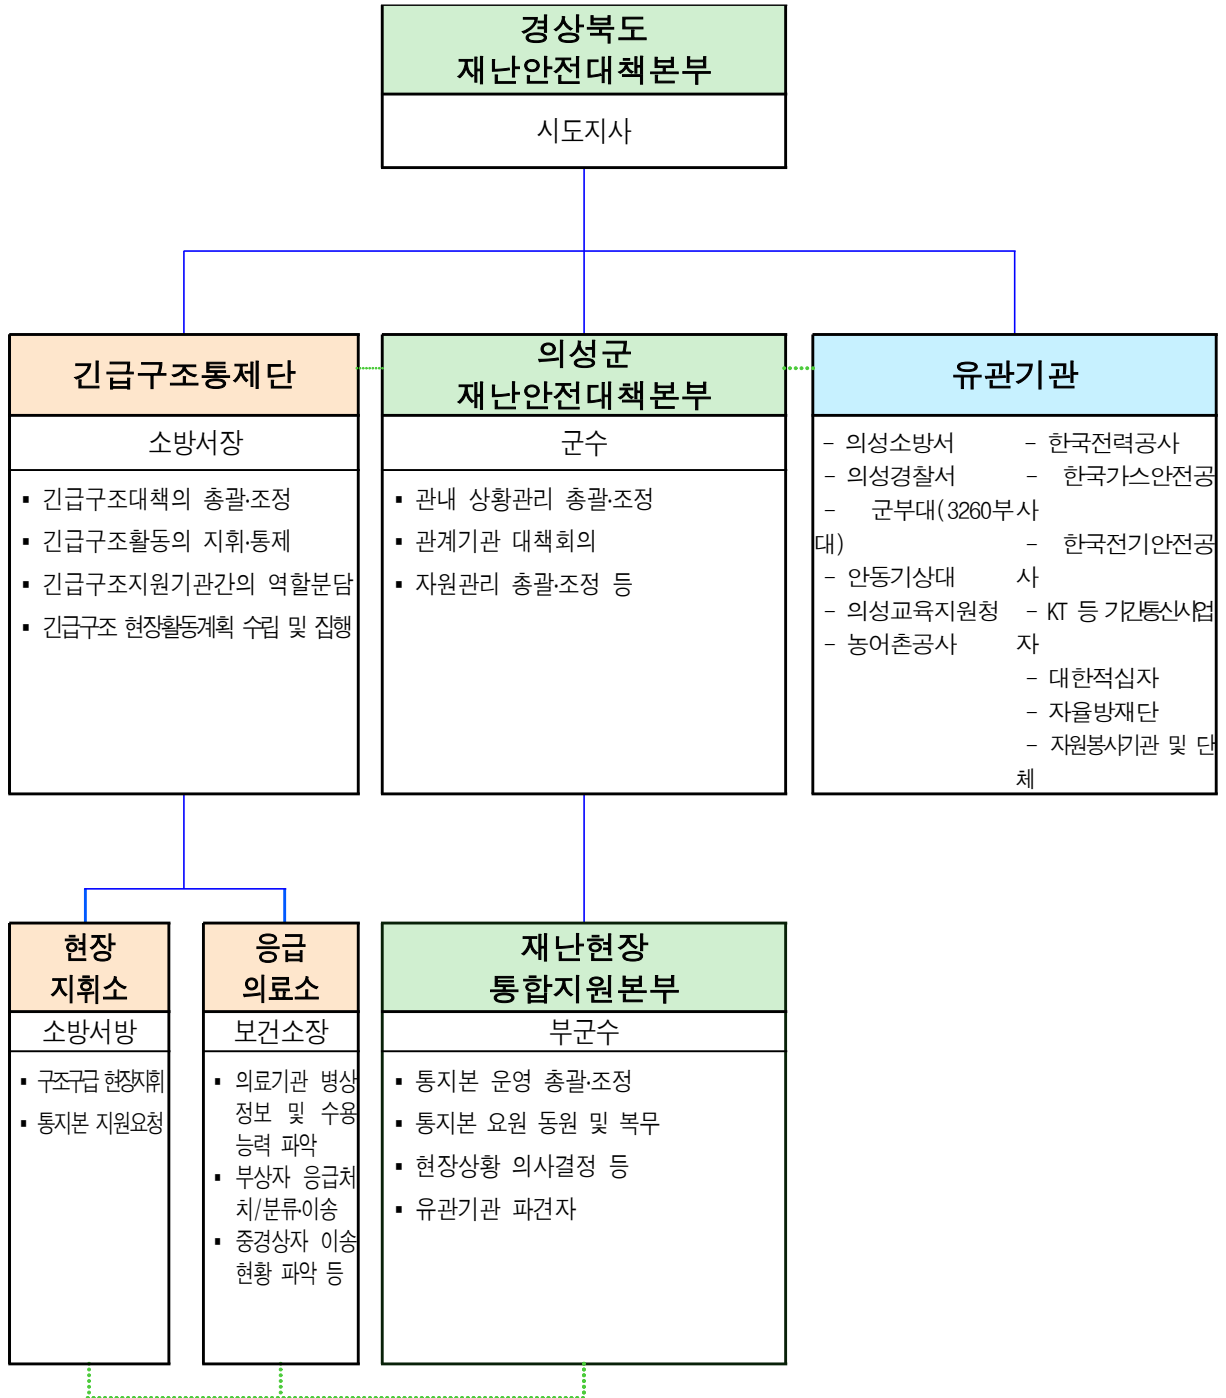 경상북도
재난안전대책본부
시도지사
긴급구조통제단
소방서장
▪ 긴급구조대책의 총괄·조정
▪ 긴급구조활동의 지휘·통제
▪ 긴급구조지원기관간의 역할분담
▪ 긴급구조 현장활동계획 수립 및 집행
의성군
재난안전대책본부
군수
▪ 관내 상황관리 총괄·조정
▪ 관계기관 대책회의
▪ 자원관리 총괄·조정 등
유관기관
- 의성소방서
- 의성경찰서
- 군부대(3260부
대)
- 안동기상대
- 의성교육지원청
- 농어촌공사
- 한국전력공사
- 한국가스안전공
사
- 한국전기안전공
사
- KT 등 기간통신사업
자
- 대한적십자
- 자율방재단
- 자원봉사기관 및 단
체
현장
지휘소
소방서방
▪ 구조구급 현장지휘
▪ 통지본 지원요청
응급
의료소
보건소장
▪ 의료기관 병상
정보 및 수용
능력 파악
▪ 부상자 응급처
치/분류·이송
▪ 중경상자 이송
현황 파악 등
재난현장
통합지원본부
부군수
▪ 통지본 운영 총괄·조정
▪ 통지본 요원 동원 및 복무
▪ 현장상황 의사결정 등
▪ 유관기관 파견자